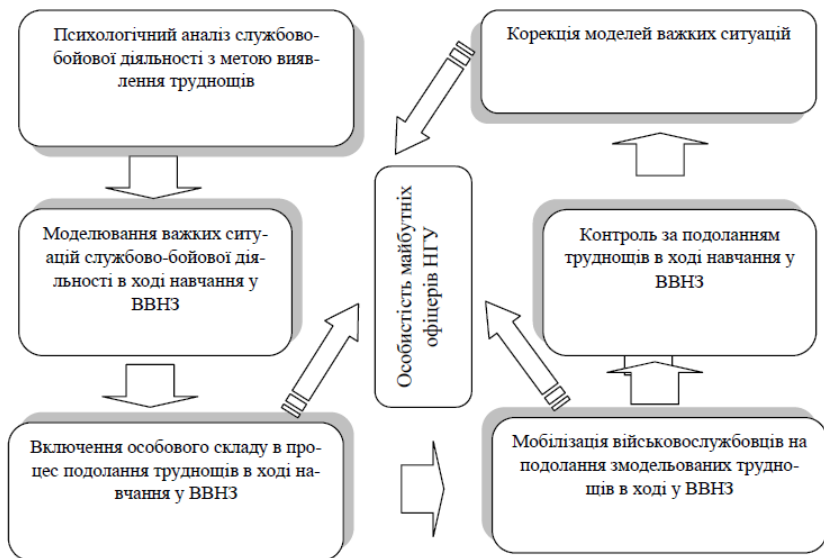 Психологічний аналіз службово-
бойової діяльності з метою вияв-
лення труднощів
Моделювання важких ситу-
ацій службово-бойової дія-
льності в ході навчання у
ВВНЗ
Включення особового складу в про-
цес подолання труднощів в ході на-
вчання у ВВНЗ
Особистість майбутніх
офіцерів НГУ
Мобілізація військовослужбовців на
подолання змодельованих трудно-
щів в ході у ВВНЗ
Контроль за подоланням
труднощів в ході навчання у
ВВНЗ
Корекція моделей важких ситуацій